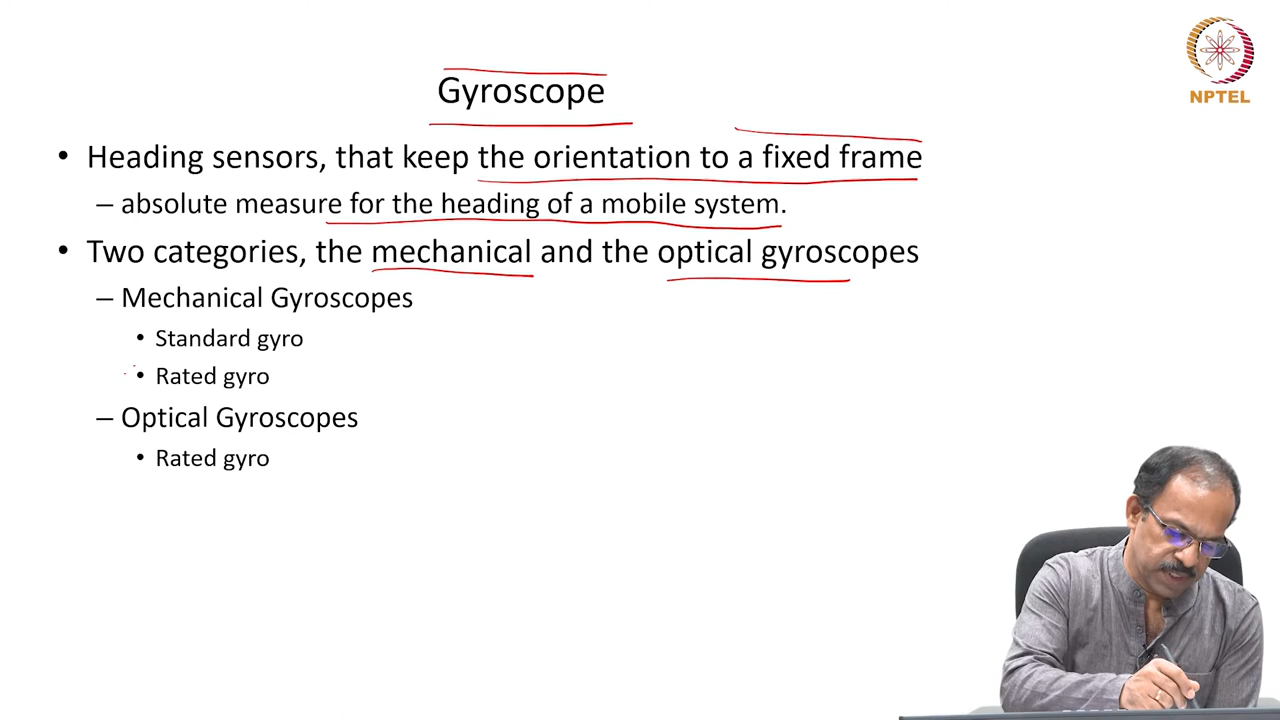 NPTEL
Gyroscope
• Heading sensors, that keep the orientation to a fixed frame
– absolute measure for the heading of a mobile system.
• Two categories, the mechanical and the optical gyroscopes
– Mechanical Gyroscopes
• Standard gyro
• Rated gyro
– Optical Gyroscopes
• Rated gyro